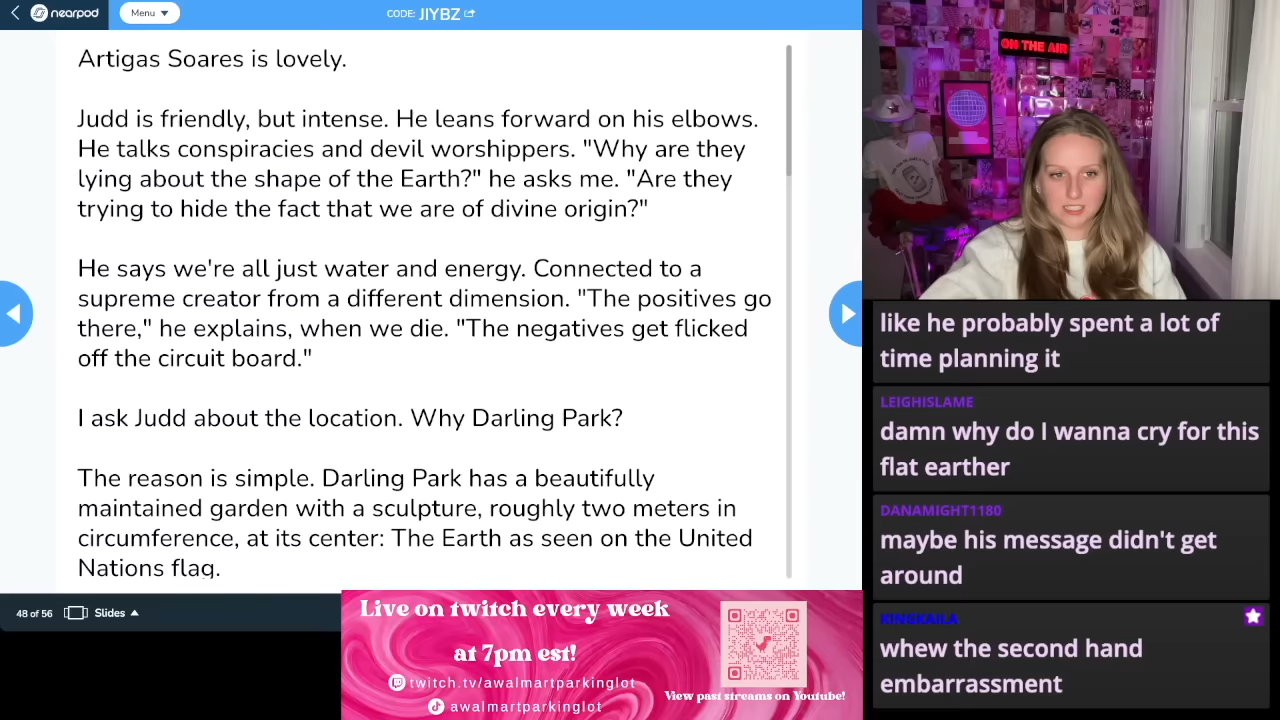 nearpod
Menu
CODE: JIYBZ
Artigas Soares is lovely.
Judd is friendly, but intense. He leans forward on his elbows.
He talks conspiracies and devil worshippers. "Why are they
lying about the shape of the Earth?" he asks me. "Are they
trying to hide the fact that we are of divine origin?"
He says we're all just water and energy. Connected to a
supreme creator from a different dimension. "The positives go
there," he explains, when we die. "The negatives get flicked
off the circuit board."
I ask Judd about the location. Why Darling Park?
The reason is simple. Darling Park has a beautifully
maintained garden with a sculpture, roughly two meters in
circumference, at its center: The Earth as seen on the United
Nations flag.
48 of 56
Slides
Live on twitch every week
at 7pm est!
twitch.tv/awalmartparkinglot
awalmartparkinglot
View past streams on Youtube!
ON THE AIR
like he probably spent a lot of
time planning it
LEIGHISLAME
damn why do I wanna cry for this
flat earther
DANAMIGHT1180
maybe his message didn't get
around
KINGKAILA
whew the second hand
embarrassment